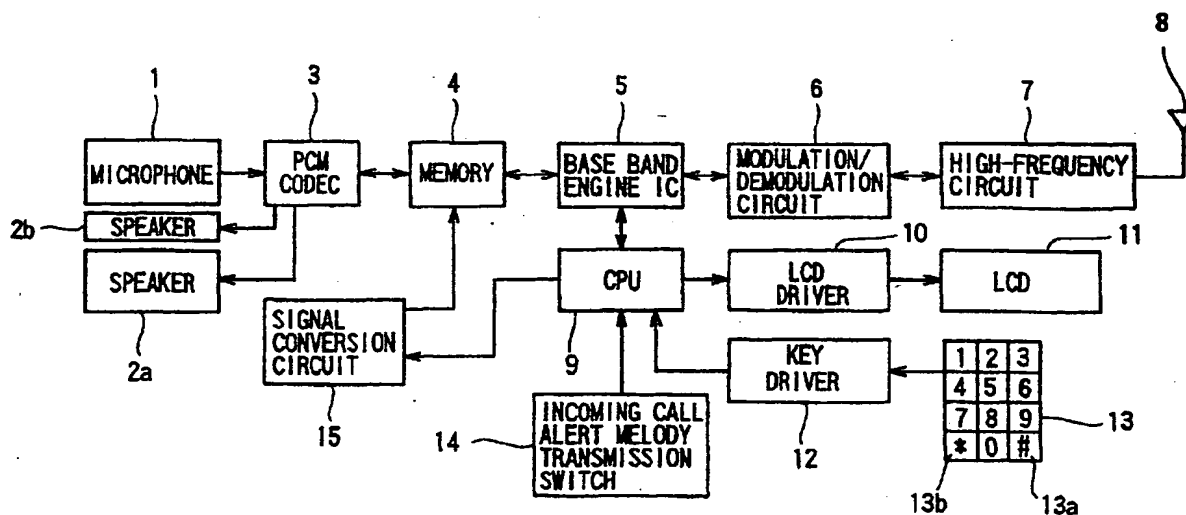 8
1
3
4
5
6
7
MICROPHONE
PCM
CODEC
MEMORY
BASE BAND
ENGINE IC
MODULATION/
DEMODULATION
CIRCUIT
HIGH-FREQUENCY
CIRCUIT
2b
SPEAKER
10
11
SPEAKER
CPU
LCD
DRIVER
LCD
2a
SIGNAL
CONVERSION
CIRCUIT
9
KEY
DRIVER
1 2 3
4 5 6
7 8 9
* 0 #
13
15
14
INCOMING CALL
ALERT MELODY
TRANSMISSION
SWITCH
12
13b
13a